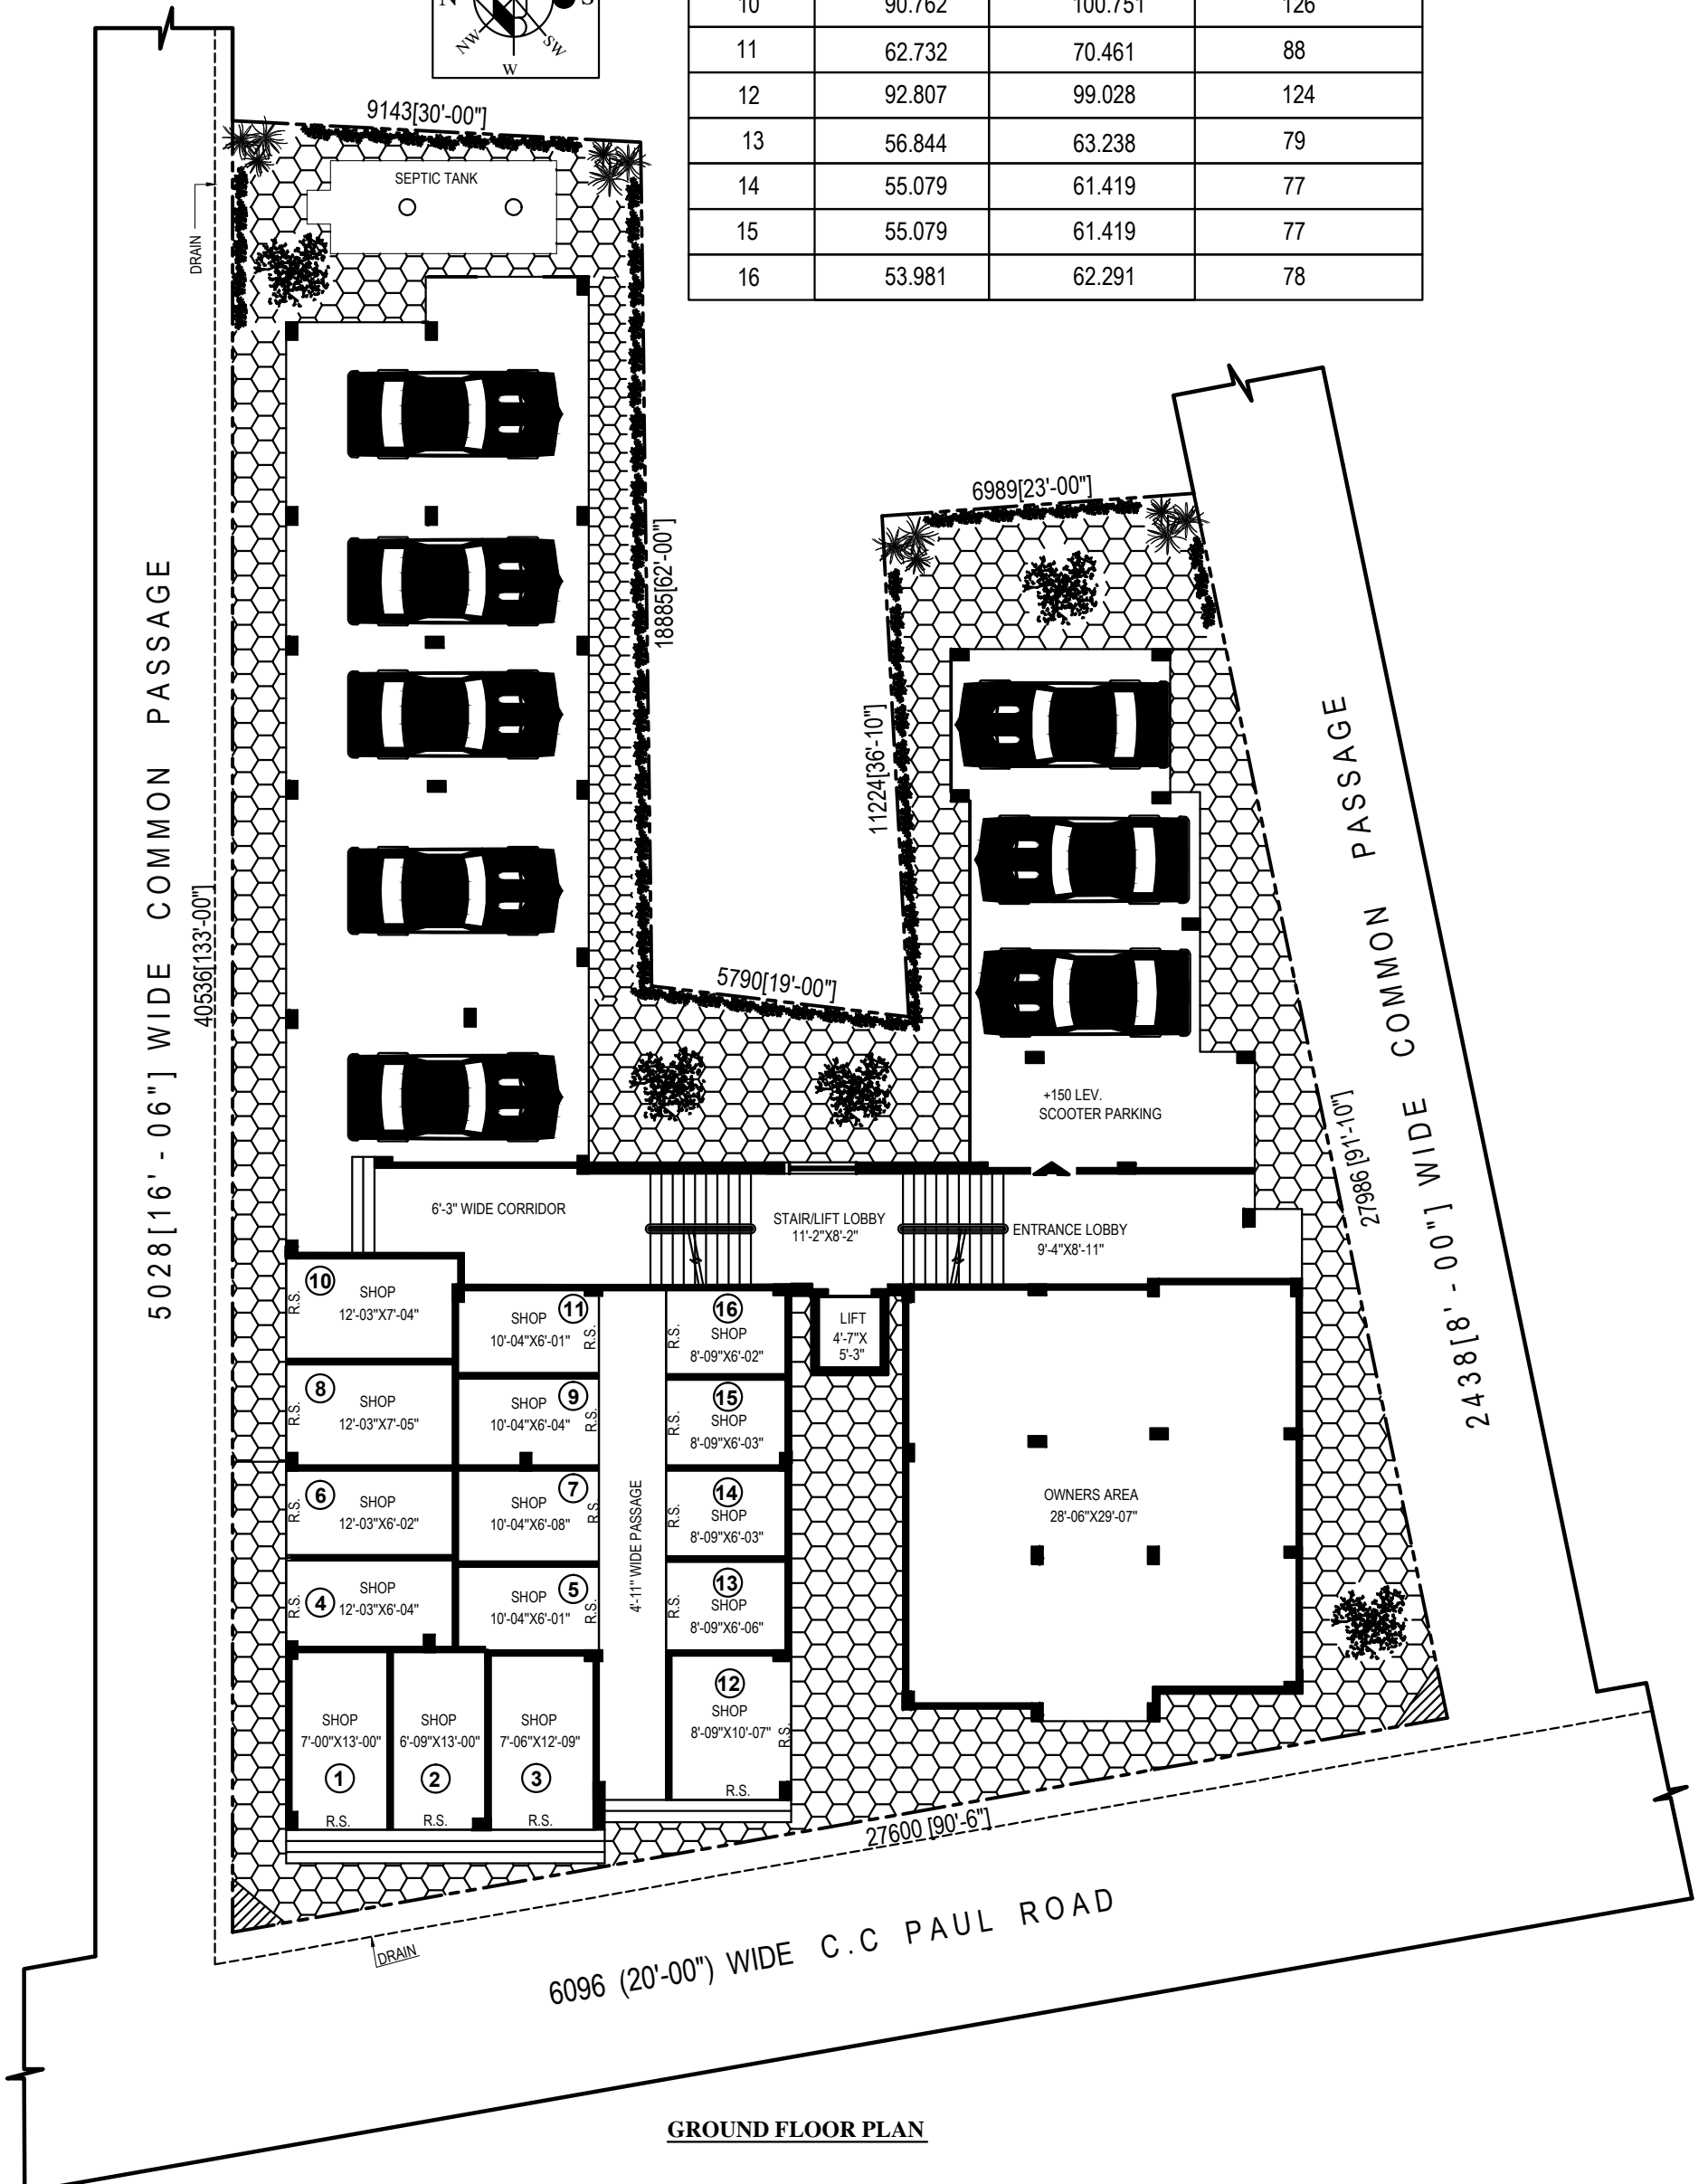 N S
NW SW
W
10 90.762 100.751 126
11 62.732 70.461 88
12 92.807 99.028 124
13 56.844 63.238 79
14 55.079 61.419 77
15 55.079 61.419 77
16 53.981 62.291 78
9143[30'-00"]
SEPTIC TANK
DRAIN
5028[16'-06"] WIDE COMMON PASSAGE
40536[133'-00"]
18885[62'-00"]
6989[23'-00"]
11224[36'-10"]
5790[19'-00"]
2438[8'-00"] WIDE COMMON PASSAGE
27986 [91'-10"]
+150 LEV.
SCOOTER PARKING
6'-3" WIDE CORRIDOR
STAIR/LIFT LOBBY
11'-2"X8'-2"
ENTRANCE LOBBY
9'-4"X8'-11"
LIFT
4'-7"X
5'-3"
10
SHOP
12'-03"X7'-04"
R.S.
11
SHOP
10'-04"X6'-01"
R.S.
16
SHOP
8'-09"X6'-02"
R.S.
8
SHOP
12'-03"X7'-05"
R.S.
9
SHOP
10'-04"X6'-04"
R.S.
15
SHOP
8'-09"X6'-03"
R.S.
6
SHOP
12'-03"X6'-02"
R.S.
7
SHOP
10'-04"X6'-08"
R.S.
4'-11" WIDE PASSAGE
14
SHOP
8'-09"X6'-03"
R.S.
OWNERS AREA
28'-06"X29'-07"
4
SHOP
12'-03"X6'-04"
R.S.
5
SHOP
10'-04"X6'-01"
R.S.
13
SHOP
8'-09"X6'-06"
R.S.
12
SHOP
8'-09"X10'-07"
R.S.
R.S.
SHOP
7'-00"X13'-00"
1
R.S.
SHOP
6'-09"X13'-00"
2
R.S.
SHOP
7'-06"X12'-09"
3
R.S.
27600 [90'-6"]
DRAIN
6096 (20'-00") WIDE C.C PAUL ROAD
GROUND FLOOR PLAN